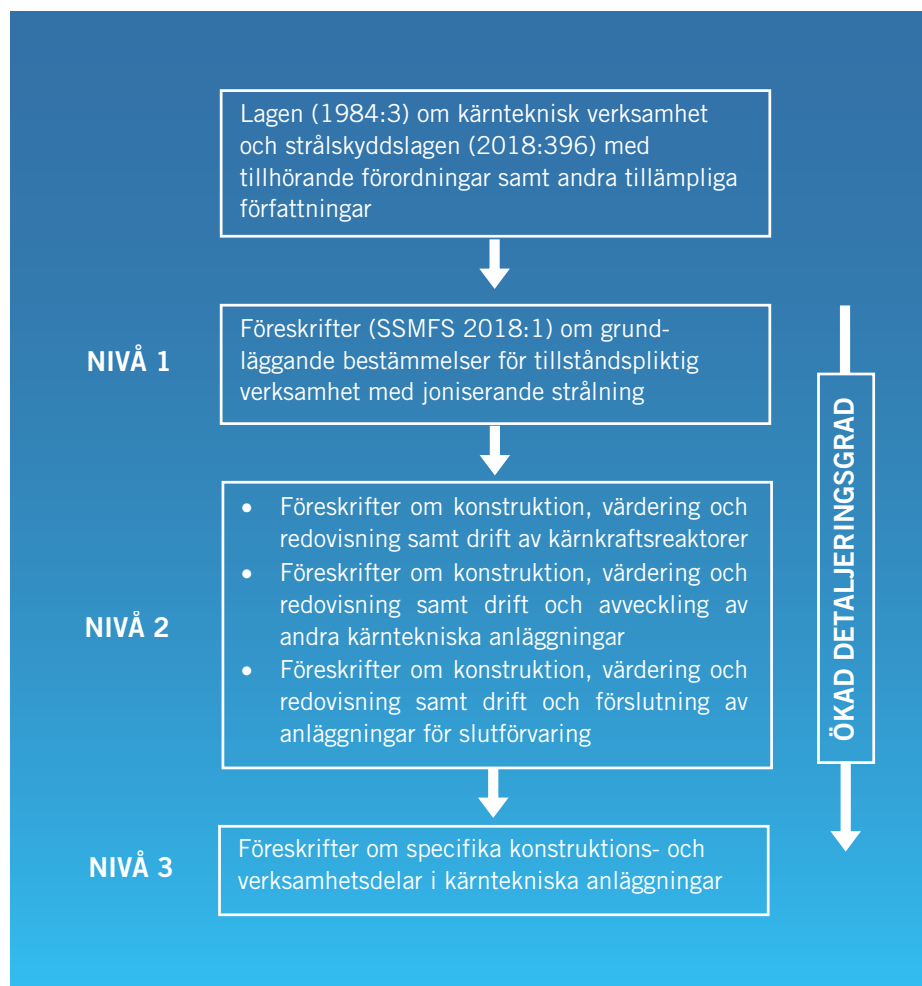 Lagen (1984:3) om kärnteknisk verksamhet
och strålskyddslagen (2018:396) med
tillhörande förordningar samt andra tillämpliga
författningar
NIVÅ 1
Föreskrifter (SSMFS 2018:1) om grund-
läggande bestämmelser för tillståndspliktig
verksamhet med joniserande strålning
NIVÅ 2
• Föreskrifter om konstruktion, värdering och
redovisning samt drift av kärnkraftsreaktorer
• Föreskrifter om konstruktion, värdering och
redovisning samt drift och avveckling av
andra kärntekniska anläggningar
• Föreskrifter om konstruktion, värdering och
redovisning samt drift och förslutning av
anläggningar för slutförvaring
NIVÅ 3
Föreskrifter om specifika konstruktions- och
verksamhetsdelar i kärntekniska anläggningar
ÖKAD DETALJERINGSGRAD